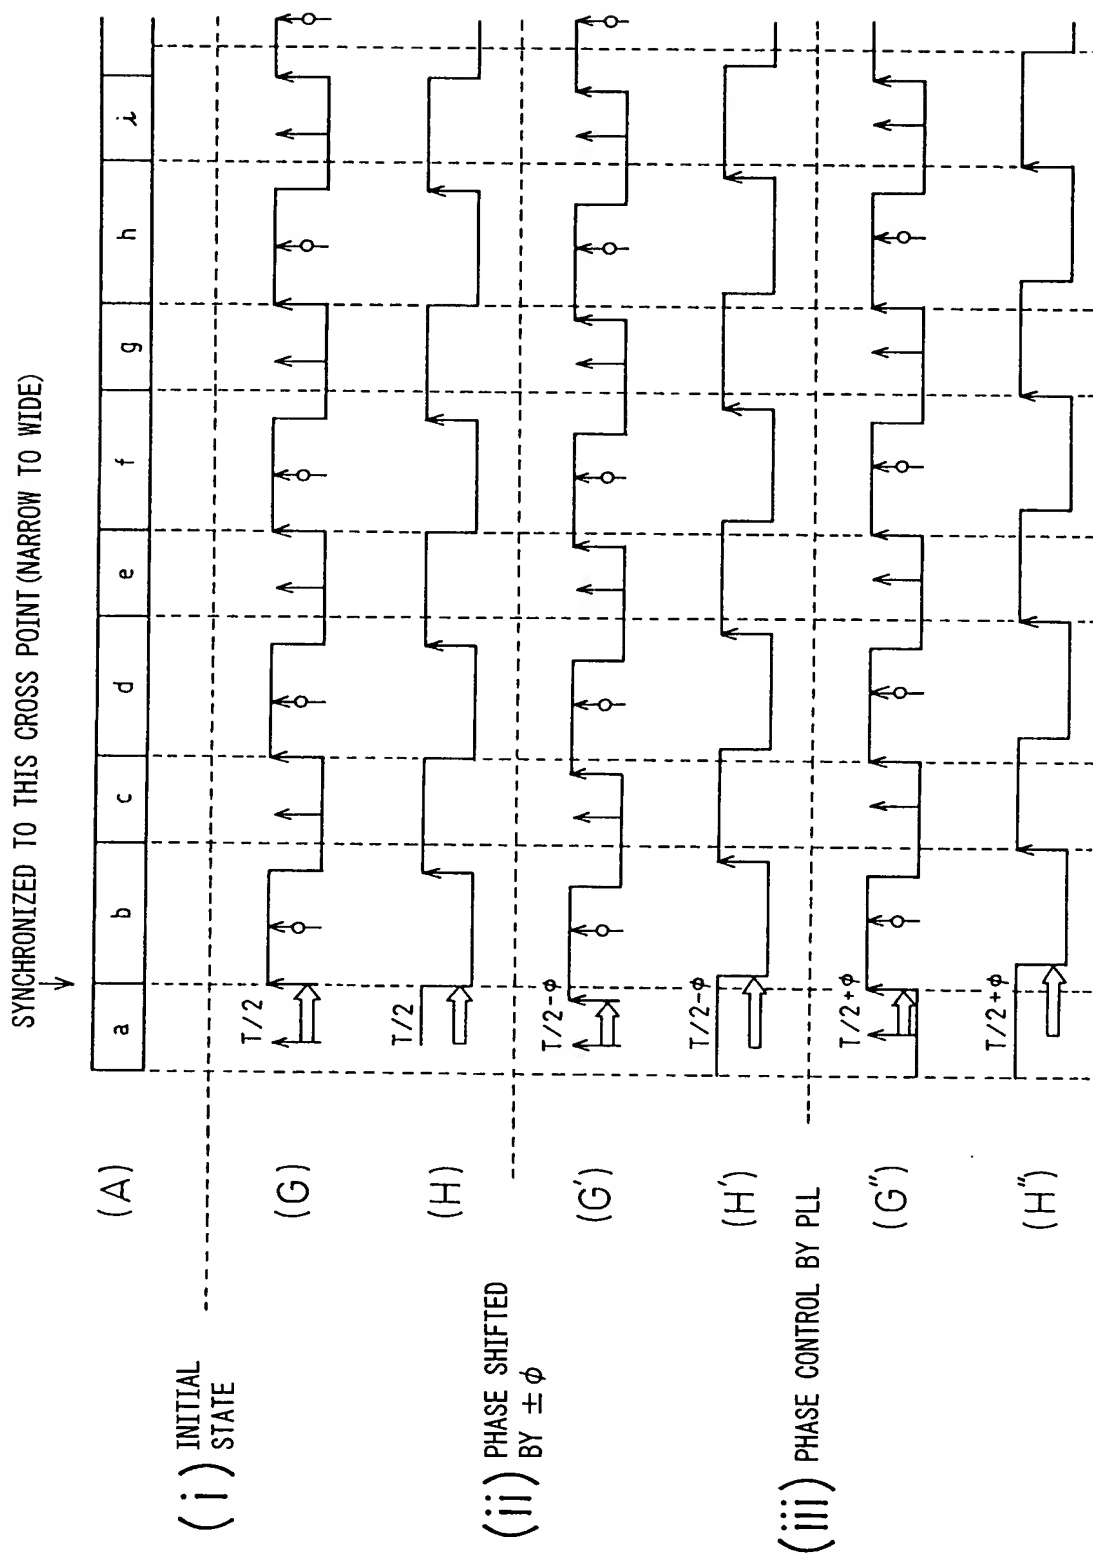 SYNCHRONIZED TO THIS CROSS POINT (NARROW TO WIDE)
(A)
a b c d e f g h i
(i) INITIAL
STATE
(G)
T/2
(H)
T/2
(ii) PHASE SHIFTED
BY ±φ
(G')
T/2-φ
(H')
T/2-φ
(iii) PHASE CONTROL BY PLL
(G")
T/2+φ
(H")
T/2+φ